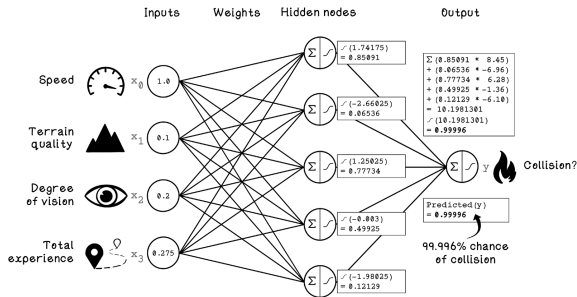 Inputs Weights Hidden nodes Output
Speed x0 1.0
Terrain
quality x1 0.1
Degree
of vision x2 0.2
Total
experience x3 0.275
Σ (1.74175)
= 0.85091
Σ (-2.66025)
= 0.06536
Σ (1.25025)
= 0.77734
Σ (-0.003)
= 0.49925
Σ (-1.98025)
= 0.12129
Σ (0.85091 * 8.45)
+ (0.06536 * -6.96)
+ (0.77734 * 6.28)
+ (0.49925 * -1.36)
+ (0.12129 * -6.10)
= 10.1981301
(10.1981301)
= 0.99996
Σ y Collision?
Predicted(y)
= 0.99996
99.996% chance
of collision